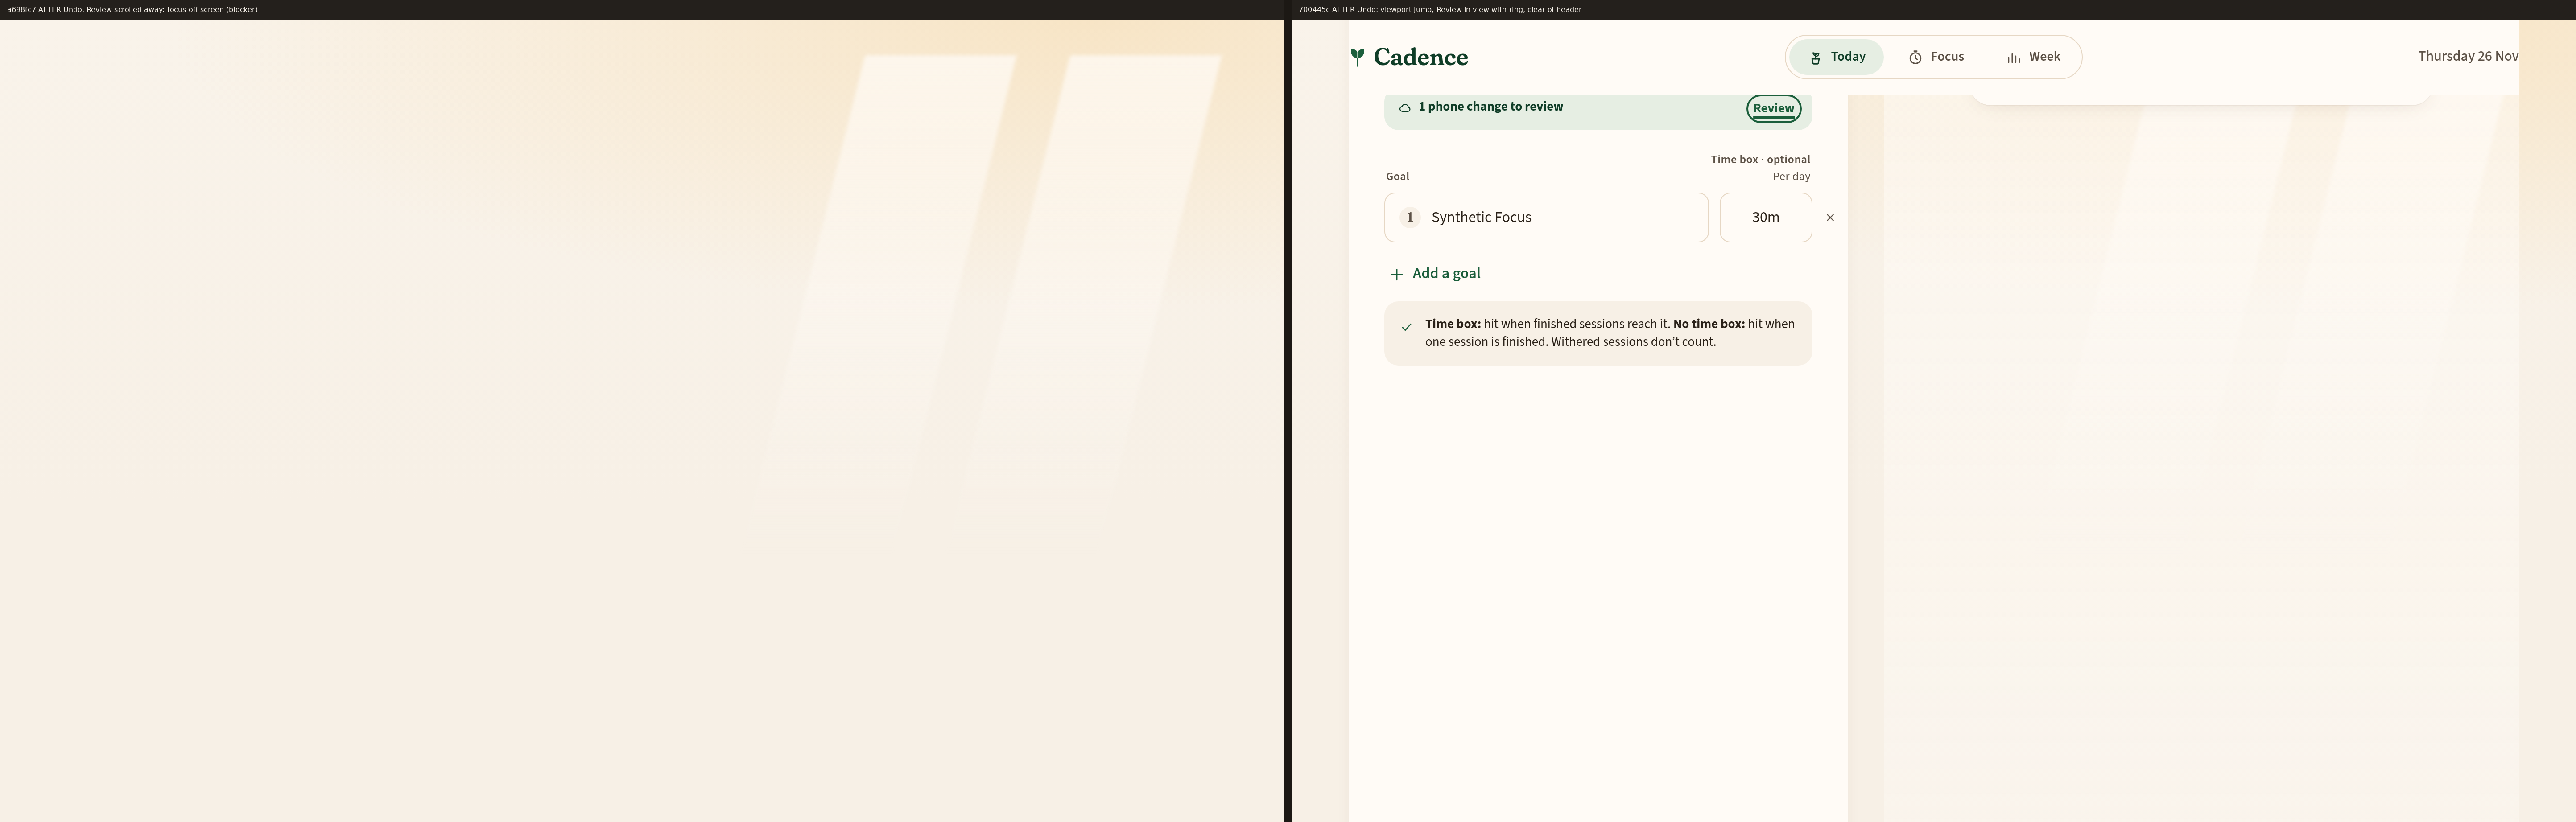 a698fc7 AFTER Undo, Review scrolled away: focus off screen (blocker)
700445c AFTER Undo: viewport jump, Review in view with ring, clear of header
Cadence
Today
Focus
Week
Thursday 26 Nov
1 phone change to review
Review
Time box · optional
Goal
Per day
1 Synthetic Focus
30m
Add a goal
Time box: hit when finished sessions reach it. No time box: hit when
one session is finished. Withered sessions don’t count.